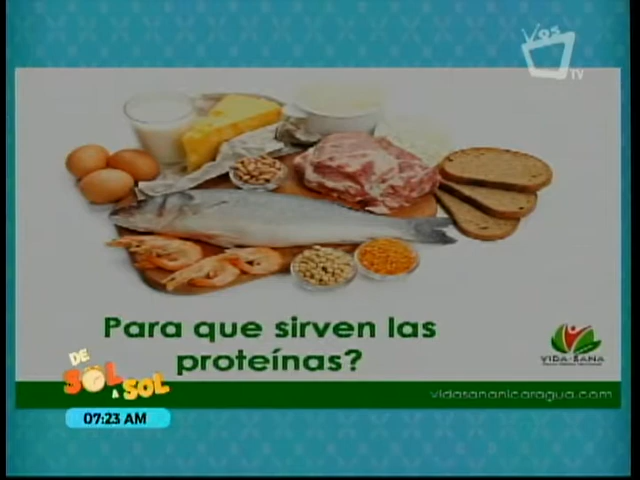 Vos
TV
Para que sirven las
proteínas?
VIDA-SANA
DE
SOL
A SOL
vidasananicaragua.com
07:23 AM